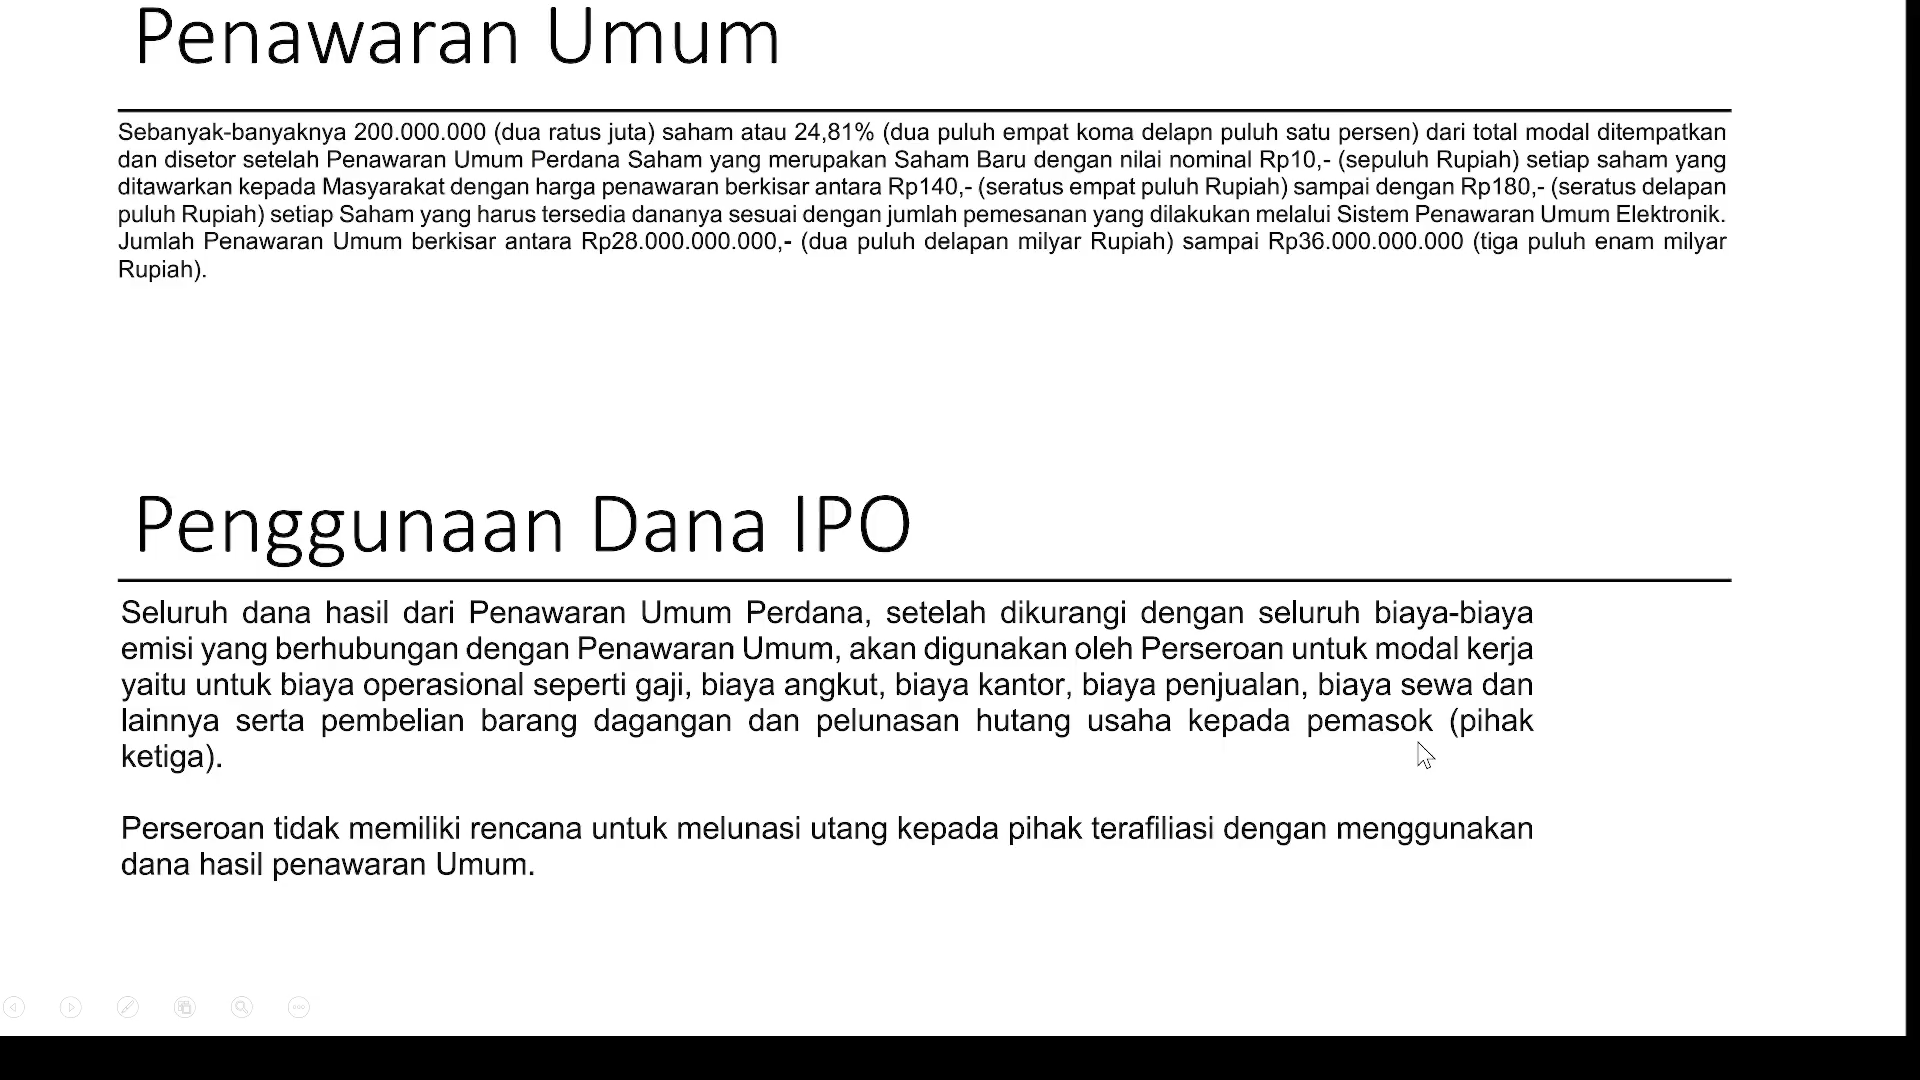 Penawaran Umum
Sebanyak-banyaknya 200.000.000 (dua ratus juta) saham atau 24,81% (dua puluh empat koma delapn puluh satu persen) dari total modal ditempatkan
dan disetor setelah Penawaran Umum Perdana Saham yang merupakan Saham Baru dengan nilai nominal Rp10,- (sepuluh Rupiah) setiap saham yang
ditawarkan kepada Masyarakat dengan harga penawaran berkisar antara Rp140,- (seratus empat puluh Rupiah) sampai dengan Rp180,- (seratus delapan
puluh Rupiah) setiap Saham yang harus tersedia dananya sesuai dengan jumlah pemesanan yang dilakukan melalui Sistem Penawaran Umum Elektronik.
Jumlah Penawaran Umum berkisar antara Rp28.000.000.000,- (dua puluh delapan milyar Rupiah) sampai Rp36.000.000.000 (tiga puluh enam milyar
Rupiah).
Penggunaan Dana IPO
Seluruh dana hasil dari Penawaran Umum Perdana, setelah dikurangi dengan seluruh biaya-biaya
emisi yang berhubungan dengan Penawaran Umum, akan digunakan oleh Perseroan untuk modal kerja
yaitu untuk biaya operasional seperti gaji, biaya angkut, biaya kantor, biaya penjualan, biaya sewa dan
lainnya serta pembelian barang dagangan dan pelunasan hutang usaha kepada pemasok (pihak
ketiga).
Perseroan tidak memiliki rencana untuk melunasi utang kepada pihak terafiliasi dengan menggunakan
dana hasil penawaran Umum.